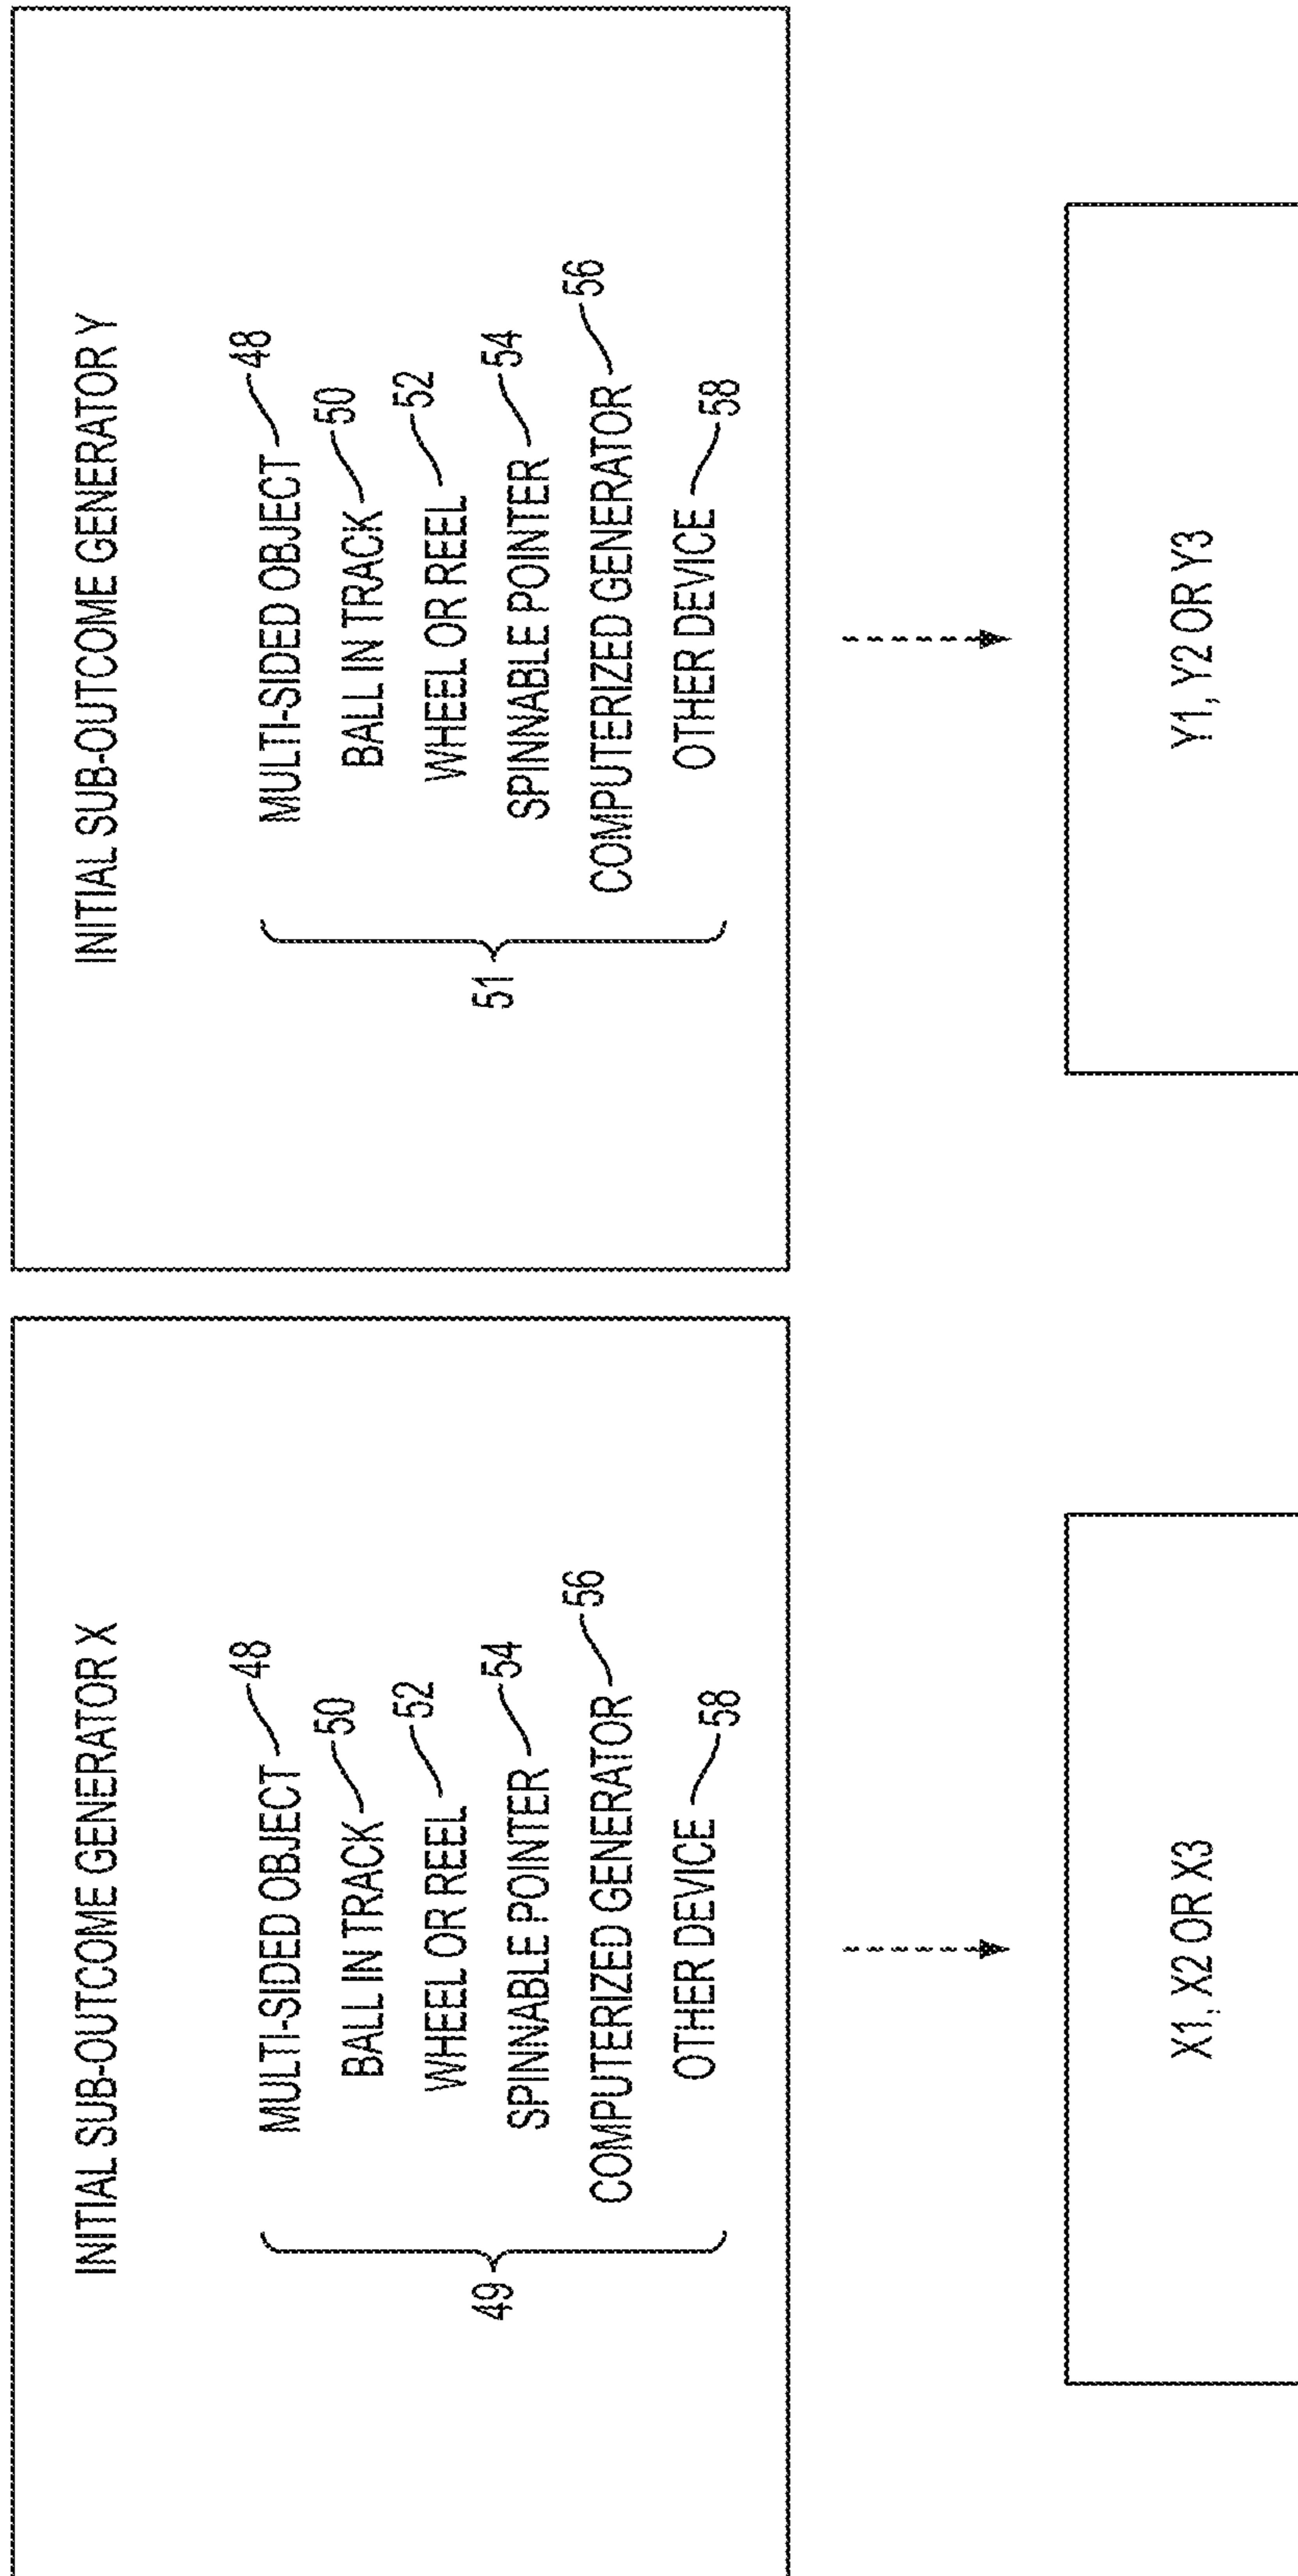 INITIAL SUB-OUTCOME GENERATOR X
MULTI-SIDED OBJECT 48
BALL IN TRACK 50
WHEEL OR REEL 52
SPINNABLE POINTER 54
COMPUTERIZED GENERATOR 56
OTHER DEVICE 58
49
X1, X2 OR X3
INITIAL SUB-OUTCOME GENERATOR Y
MULTI-SIDED OBJECT 48
BALL IN TRACK 50
WHEEL OR REEL 52
SPINNABLE POINTER 54
COMPUTERIZED GENERATOR 56
OTHER DEVICE 58
51
Y1, Y2 OR Y3